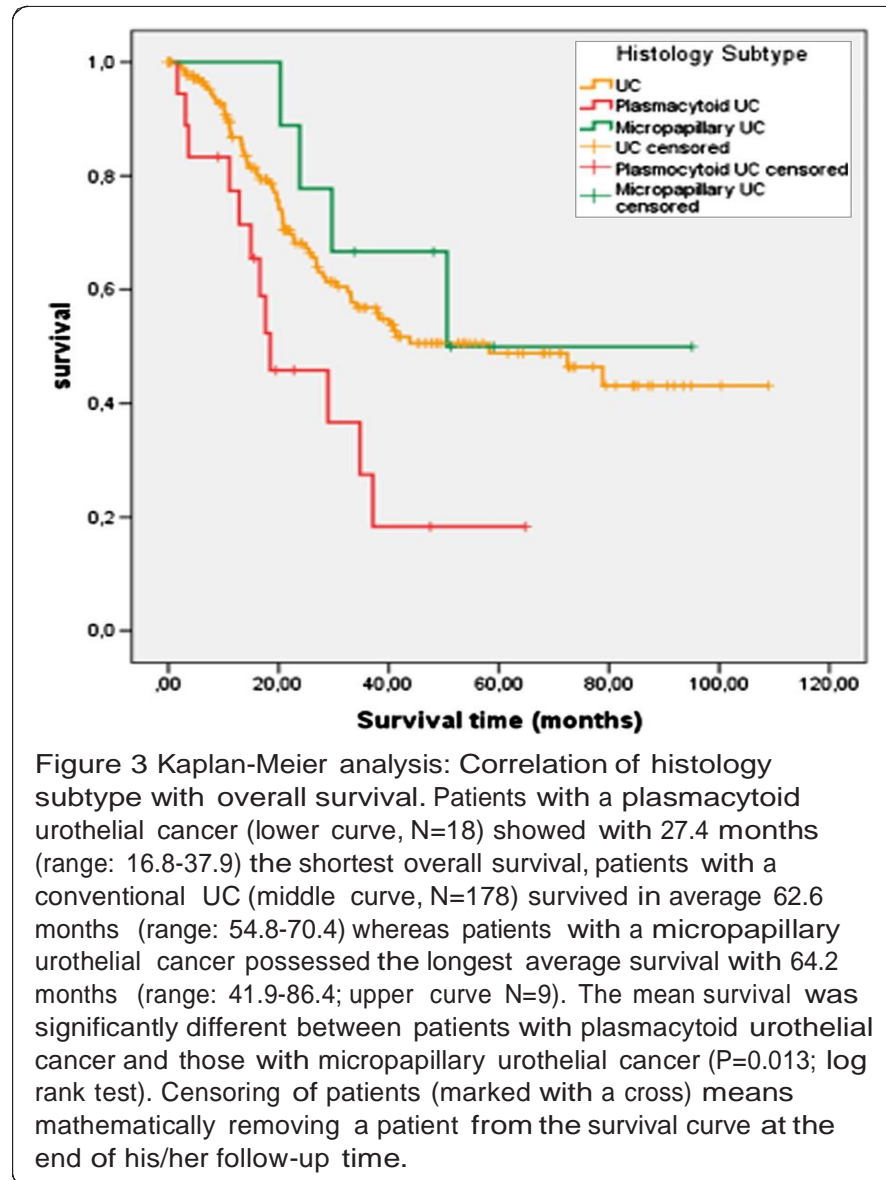 Histology Subtype
UC
Plasmacytoid UC
Micropapillary UC
UC censored
Plasmocytoid UC censored
Micropapillary UC
censored
1,0
0,8
0,6
0,4
0,2
0,0
survival
,00 20,00 40,00 60,00 80,00 100,00 120,00
Survival time (months)
Figure 3 Kaplan-Meier analysis: Correlation of histology
subtype with overall survival. Patients with a plasmacytoid
urothelial cancer (lower curve, N=18) showed with 27.4 months
(range: 16.8-37.9) the shortest overall survival, patients with a
conventional UC (middle curve, N=178) survived in average 62.6
months (range: 54.8-70.4) whereas patients with a micropapillary
urothelial cancer possessed the longest average survival with 64.2
months (range: 41.9-86.4; upper curve N=9). The mean survival was
significantly different between patients with plasmacytoid urothelial
cancer and those with micropapillary urothelial cancer (P=0.013; log
rank test). Censoring of patients (marked with a cross) means
mathematically removing a patient from the survival curve at the
end of his/her follow-up time.